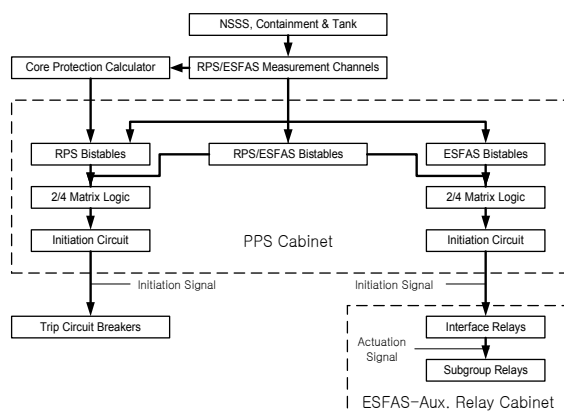 NSSS, Containment & Tank
Core Protection Calculator
RPS/ESFAS Measurement Channels
RPS Bistables
RPS/ESFAS Bistables
ESFAS Bistables
2/4 Matrix Logic
2/4 Matrix Logic
Initiation Circuit
Initiation Circuit
PPS Cabinet
Initiation Signal
Initiation Signal
Trip Circuit Breakers
Interface Relays
Actuation
Signal
Subgroup Relays
ESFAS-Aux. Relay Cabinet